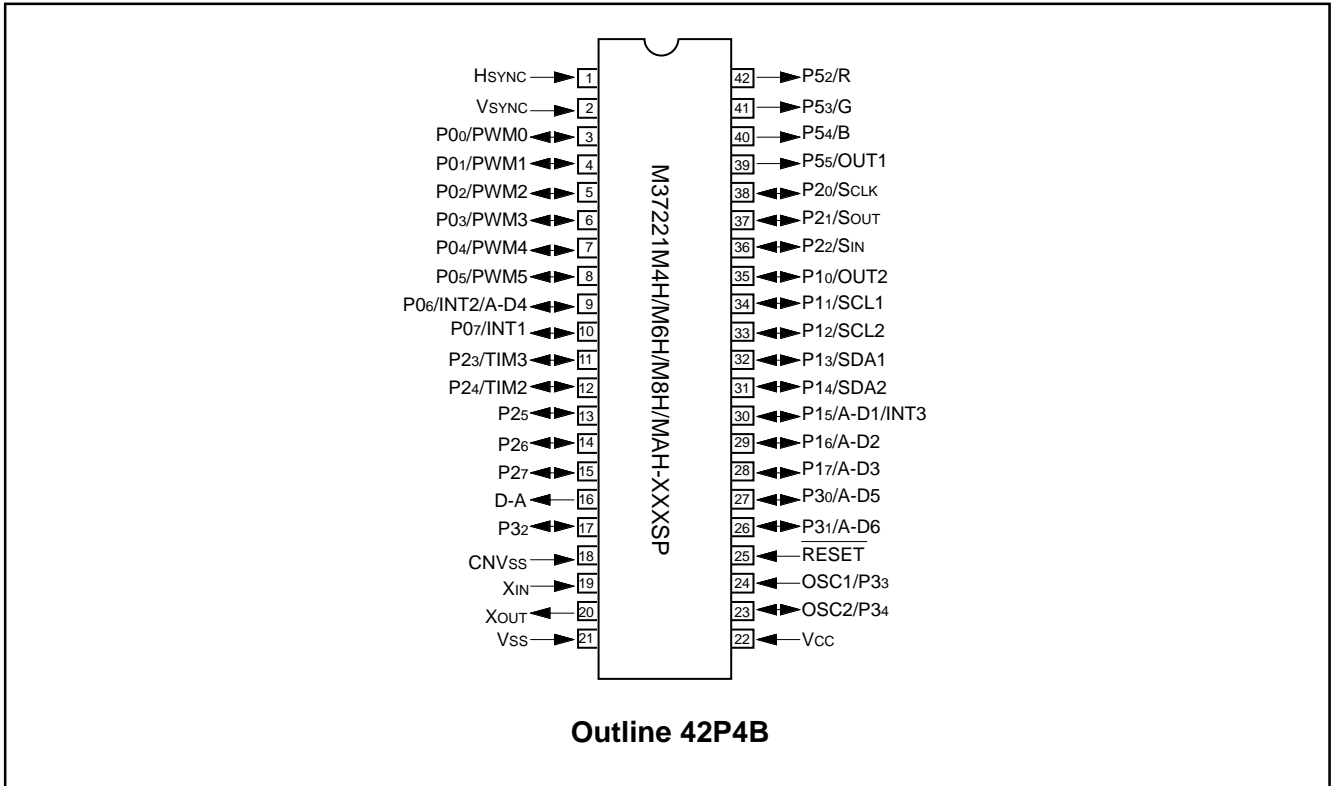 HSYNC 1 42 P52/R
VSYNC 2 41 P53/G
P00/PWM0 3 40 P54/B
P01/PWM1 4 39 P55/OUT1
P02/PWM2 5 38 P20/SCLK
P03/PWM3 6 37 P21/SOUT
P04/PWM4 7 36 P22/SIN
P05/PWM5 8 35 P10/OUT2
P06/INT2/A-D4 9 34 P11/SCL1
P07/INT1 10 33 P12/SCL2
P23/TIM3 11 32 P13/SDA1
P24/TIM2 12 31 P14/SDA2
P25 13 30 P15/A-D1/INT3
P26 14 29 P16/A-D2
P27 15 28 P17/A-D3
D-A 16 27 P30/A-D5
P32 17 26 P31/A-D6
CNVSS 18 25 RESET
XIN 19 24 OSC1/P33
XOUT 20 23 OSC2/P34
VSS 21 22 VCC
M37221M4H/M6H/M8H/MAH-XXXSP
Outline 42P4B